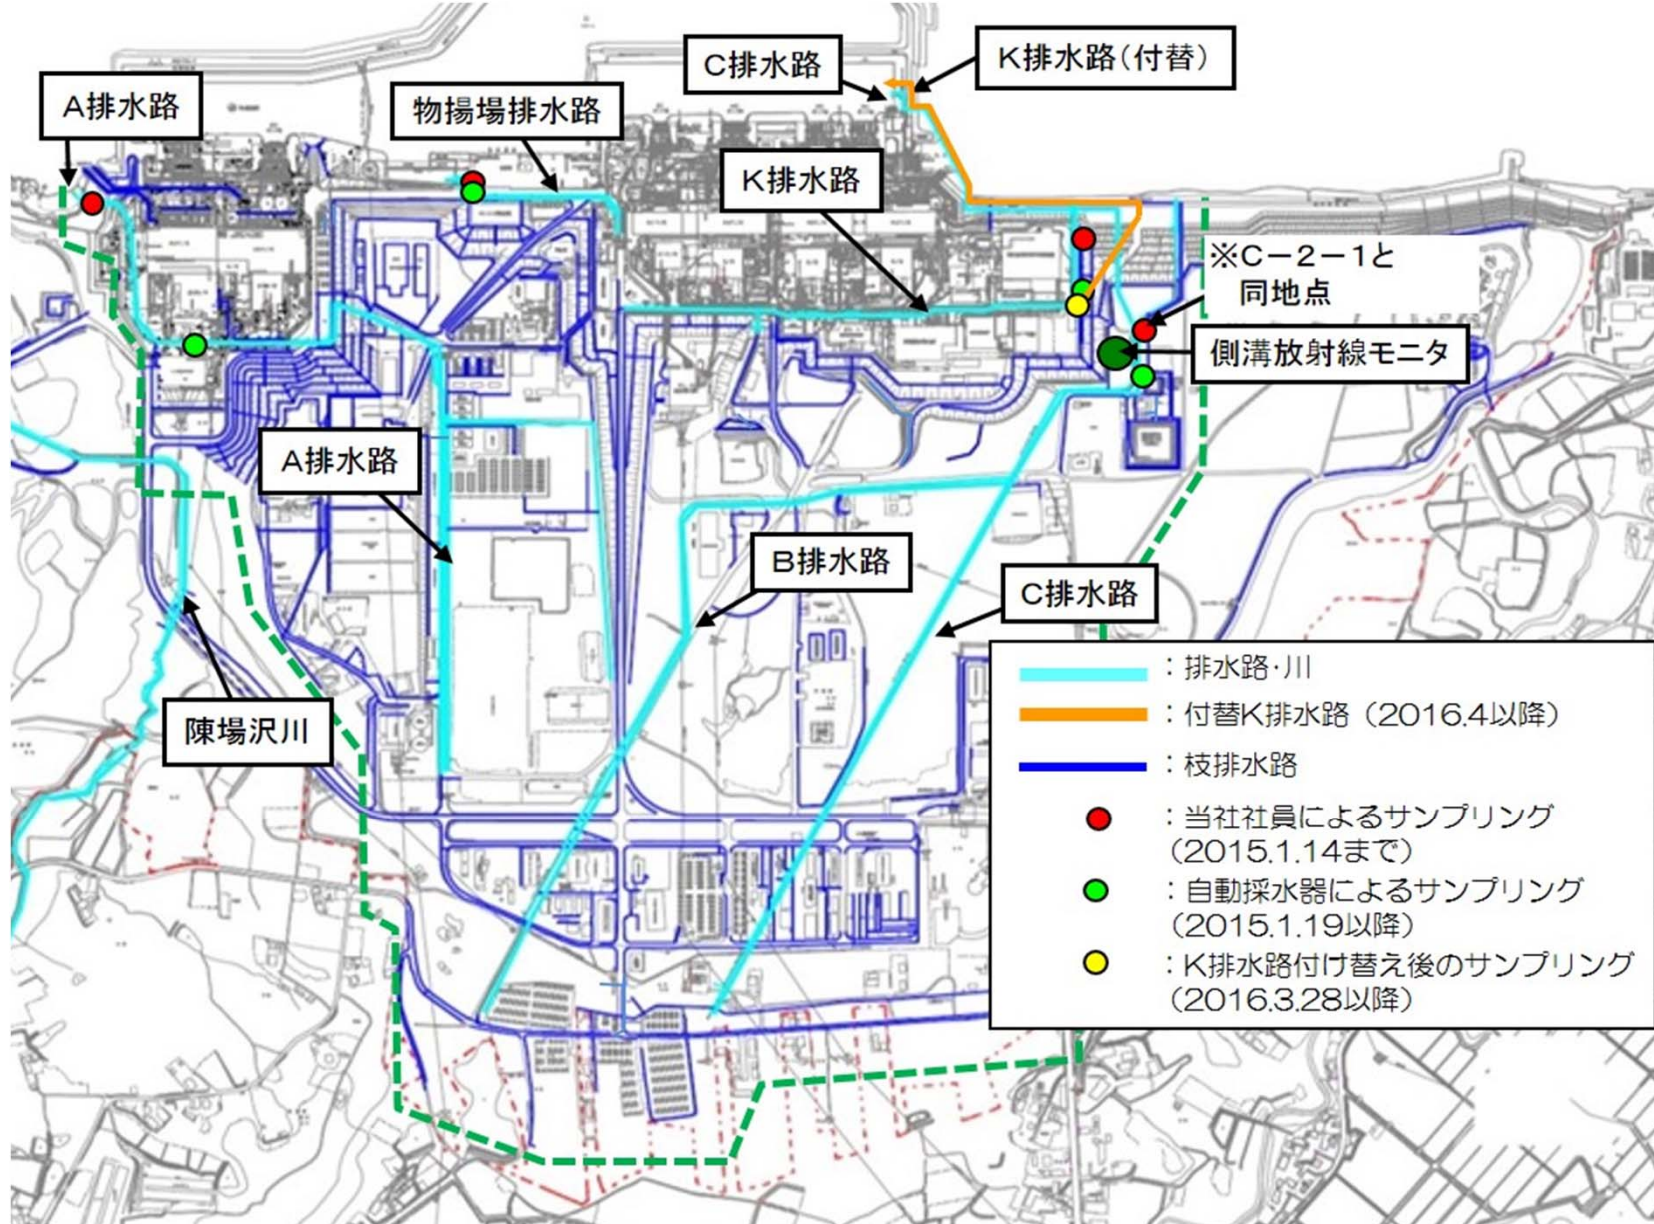 C排水路
K排水路(付替)
A排水路
物揚場排水路
K排水路
※C-2-1と
同地点
側溝放射線モニタ
A排水路
B排水路
C排水路
陳場沢川
:排水路・川
:付替K排水路(2016.4以降)
:枝排水路
:当社社員によるサンプリング
(2015.1.14まで)
:自動採水器によるサンプリング
(2015.1.19以降)
:K排水路付け替え後のサンプリング
(2016.3.28以降)